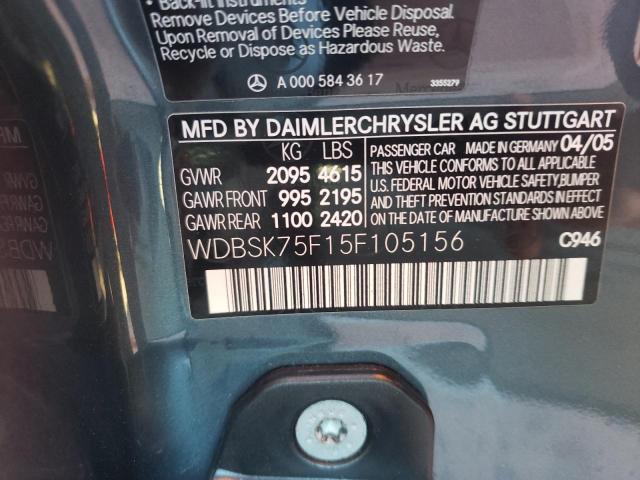 Back-It Instruments
Remove Devices Before Vehicle Disposal.
Upon Removal of Devices Please Reuse,
Recycle or Dispose as Hazardous Waste.
A 000 584 36 17
3355279
MFD BY DAIMLERCHRYSLER AG STUTTGART
KG LBS
GVWR 2095 4615
GAWR FRONT 995 2195
GAWR REAR 1100 2420
PASSENGER CAR MADE IN GERMANY 04/05
THIS VEHICLE CONFORMS TO ALL APPLICABLE
U.S. FEDERAL MOTOR VEHICLE SAFETY, BUMPER
AND THEFT PREVENTION STANDARDS IN EFFECT
ON THE DATE OF MANUFACTURE SHOWN ABOVE.
WDBSK75F15F105156
C946